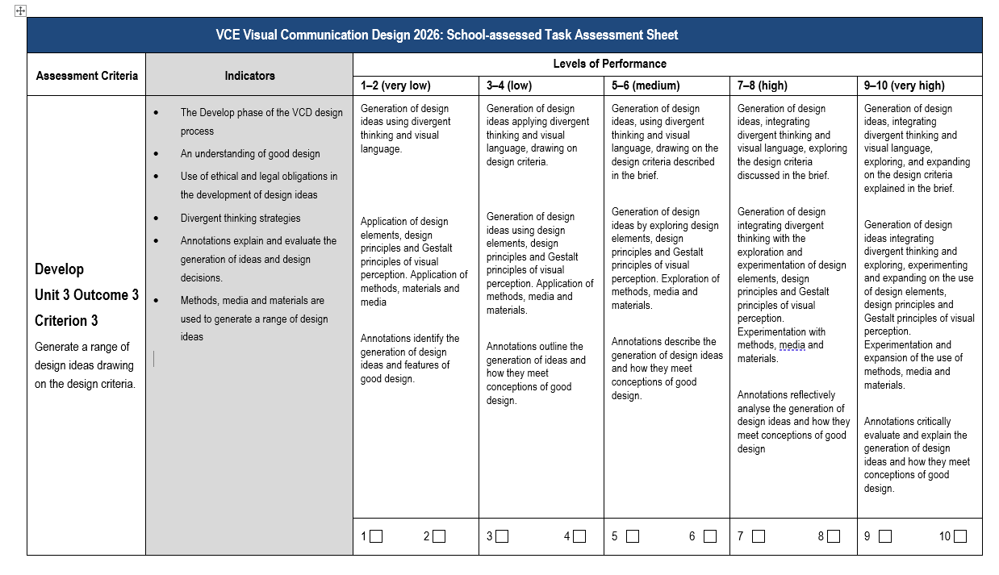 VCE Visual Communication Design 2026: School-assessed Task Assessment Sheet
Assessment Criteria
Indicators
Levels of Performance
1–2 (very low)
3–4 (low)
5–6 (medium)
7–8 (high)
9–10 (very high)
Develop
Unit 3 Outcome 3
Criterion 3
Generate a range of
design ideas drawing
on the design criteria.
• The Develop phase of the VCD design
process
• An understanding of good design
• Use of ethical and legal obligations in
the development of design ideas
• Divergent thinking strategies
• Annotations explain and evaluate the
generation of ideas and design
decisions.
• Methods, media and materials are
used to generate a range of design
ideas
Generation of design
ideas using divergent
thinking and visual
language.
Application of design
elements, design
principles and Gestalt
principles of visual
perception. Application of
methods, materials and
media
Annotations identify the
generation of design
ideas and features of
good design.
Generation of design
ideas applying divergent
thinking and visual
language, drawing on
design criteria.
Generation of design
ideas using design
elements, design
principles and Gestalt
principles of visual
perception. Application of
methods, media and
materials.
Annotations outline the
generation of ideas and
how they meet
conceptions of good
design.
Generation of design
ideas, using divergent
thinking and visual
language, drawing on the
design criteria described
in the brief.
Generation of design
ideas by exploring design
elements, design
principles and Gestalt
principles of visual
perception. Exploration of
methods, media and
materials.
Annotations describe the
generation of design ideas
and how they meet
conceptions of good
design.
Generation of design
ideas, integrating
divergent thinking and
visual language, exploring
the design criteria
discussed in the brief.
Generation of design
integrating divergent
thinking with the
exploration and
experimentation of design
elements, design
principles and Gestalt
principles of visual
perception.
Experimentation with
methods, media and
materials.
Annotations reflectively
analyse the generation of
design ideas and how they
meet conceptions of good
design
Generation of design
ideas, integrating
divergent thinking and
visual language,
exploring, and expanding
on the design criteria
explained in the brief.
Generation of design
ideas integrating
divergent thinking and
exploring, experimenting
and expanding on the use
of design elements,
design principles and
Gestalt principles of visual
perception.
Experimentation and
expansion of the use of
methods, media and
materials.
Annotations critically
evaluate and explain the
generation of design
ideas and how they meet
conceptions of good
design.
1 2 3 4 5 6 7 8 9 10